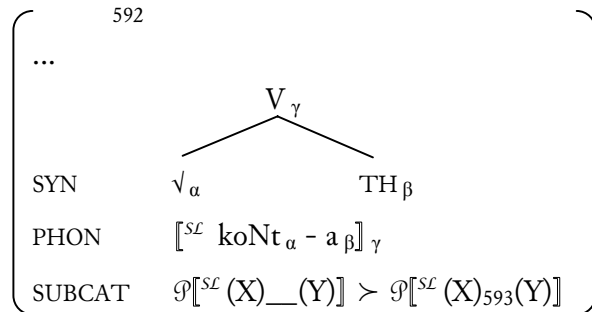 592
...
V γ
SYN √ α TH β
PHON ⟦ˢᴸ koNt α - a β⟧ γ
SUBCAT 𝒫⟦ˢᴸ (X)__(Y)⟧ ≻ 𝒫⟦ˢᴸ (X)₅₉₃(Y)⟧